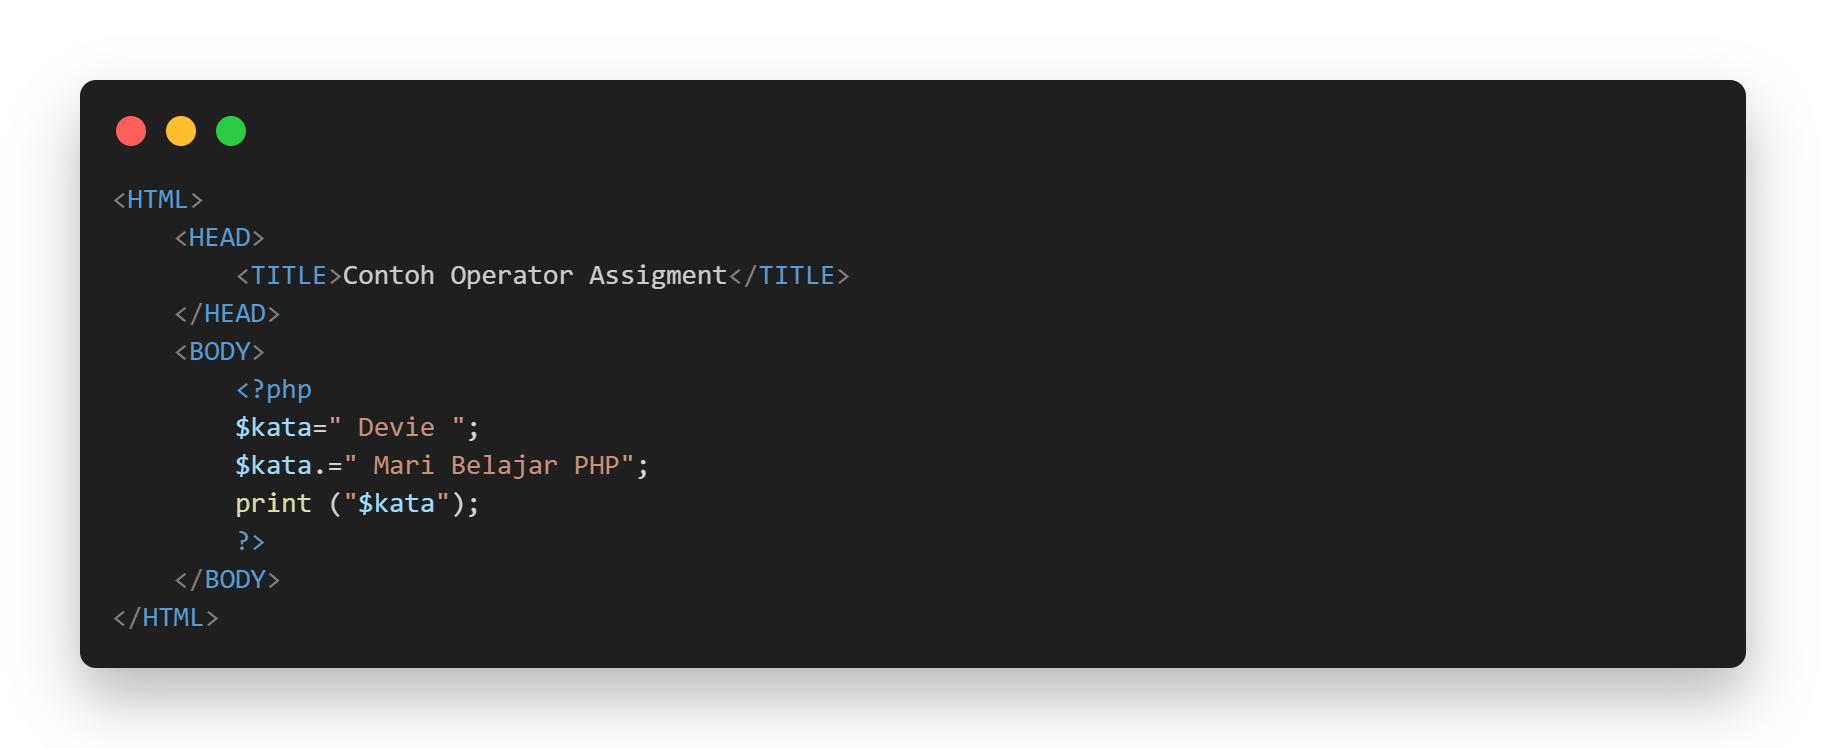 <HTML>
    <HEAD>
        <TITLE>Contoh Operator Assigment</TITLE>
    </HEAD>
    <BODY>
        <?php
        $kata=" Devie ";
        $kata.=" Mari Belajar PHP";
        print ("$kata");
        ?>
    </BODY>
</HTML>